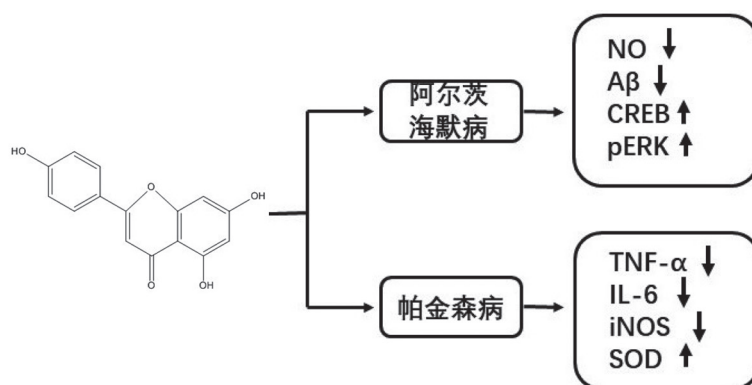 HO
O
OH
O
OH
阿尔茨
海默病
NO ↓
Aβ ↓
CREB ↑
pERK ↑
帕金森病
TNF-α ↓
IL-6 ↓
iNOS ↓
SOD ↑